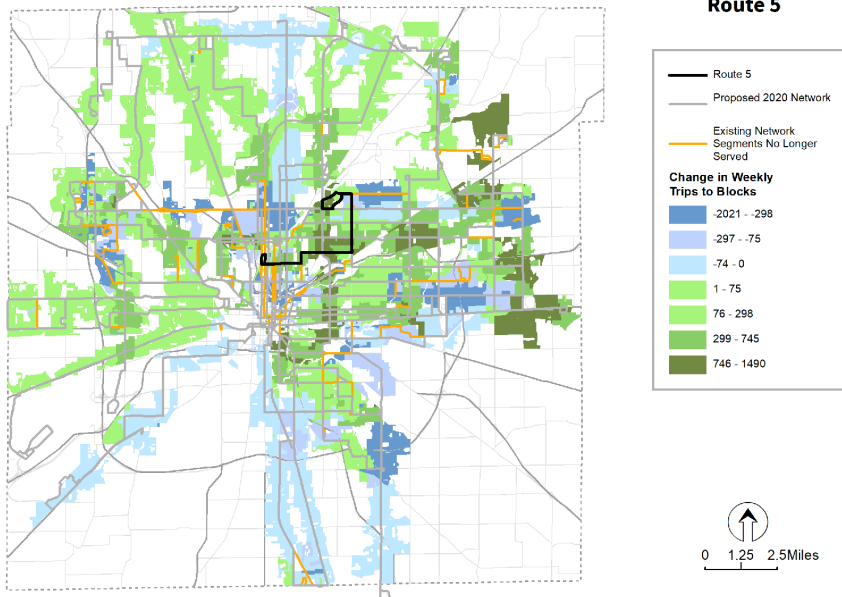 Route 5
Route 5
Proposed 2020 Network
Existing Network
Segments No Longer
Served
Change in Weekly
Trips to Blocks
-2021 - -298
-297 - -75
-74 - 0
1 - 75
76 - 298
299 - 745
746 - 1490
0 1.25 2.5Miles